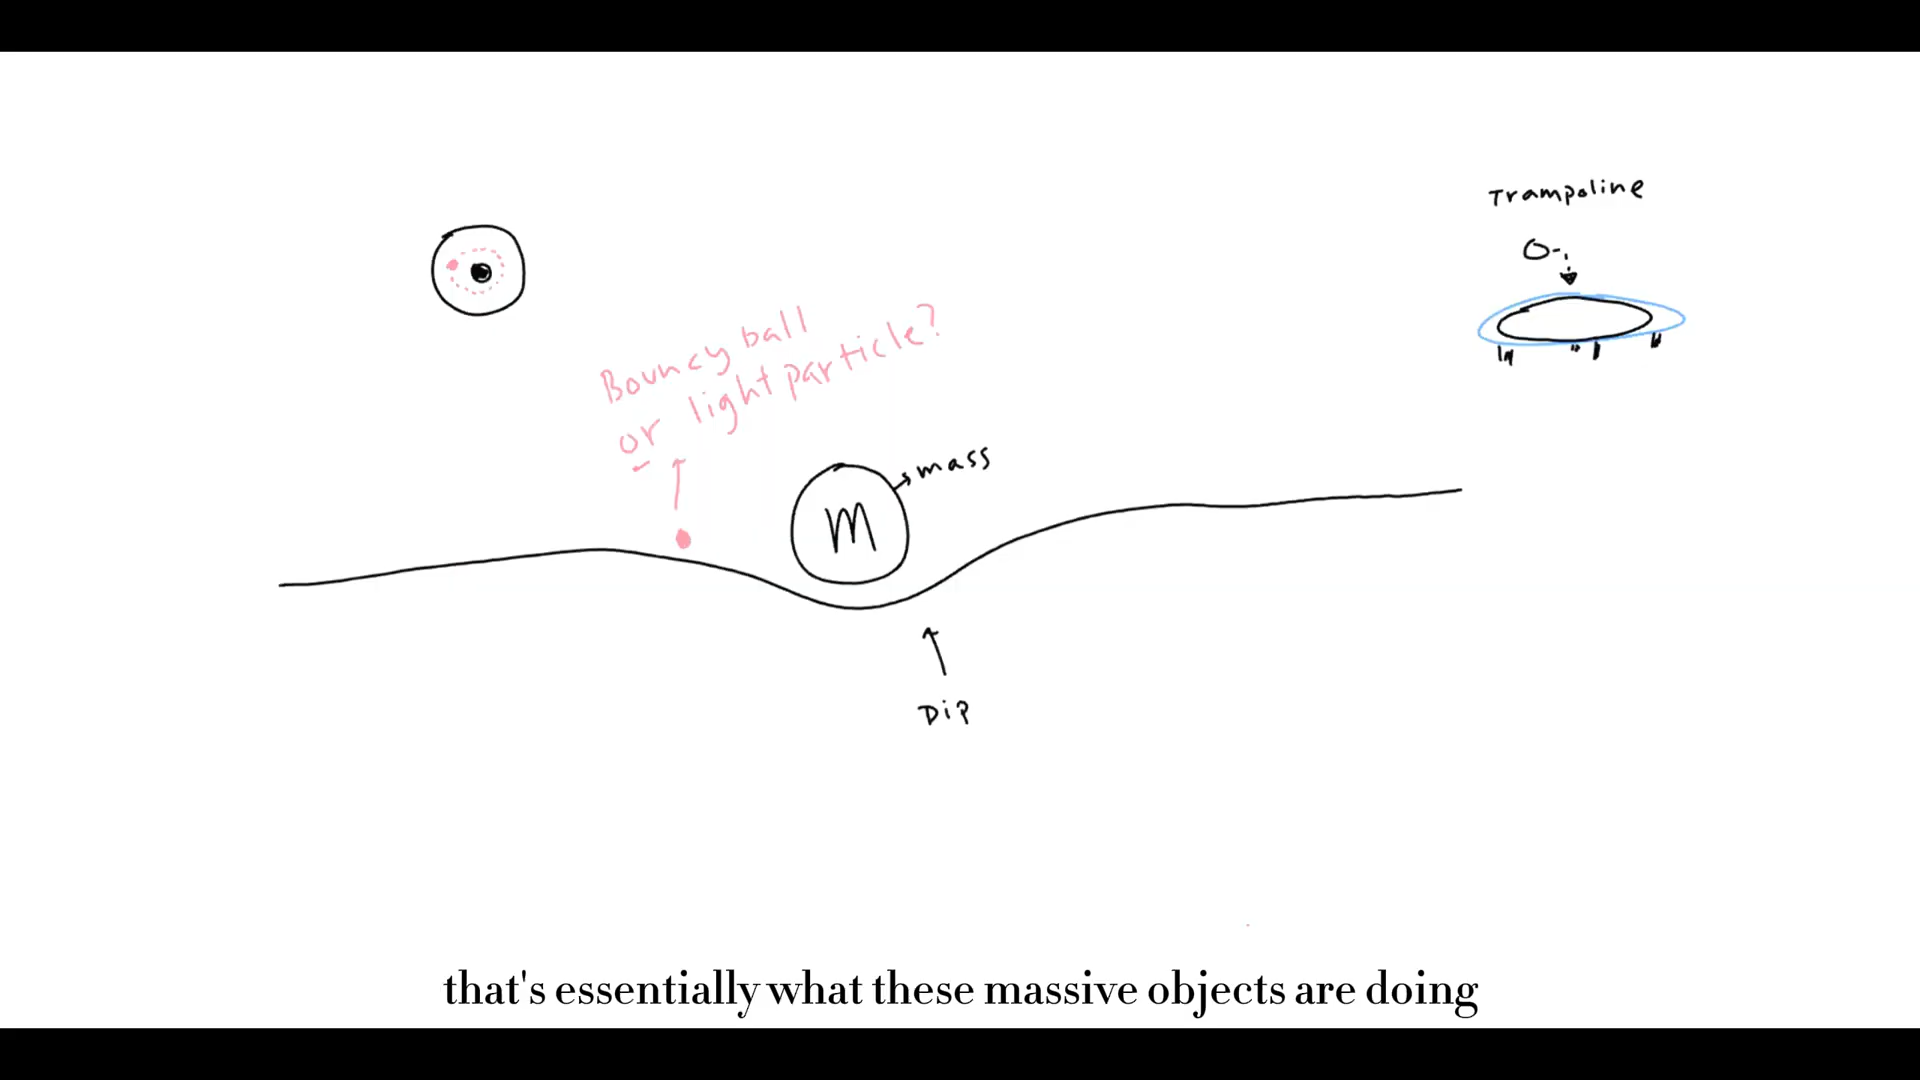 Trampoline
Bouncy ball
or light particle?
mass
M
Dip
that's essentially what these massive objects are doing